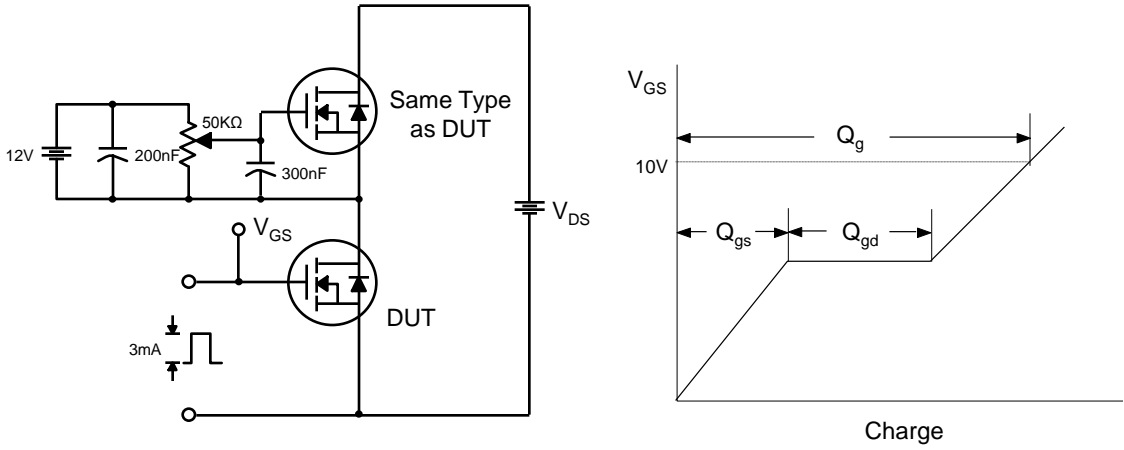 12V
200nF
50KΩ
300nF
Same Type
as DUT
V_DS
V_GS
DUT
3mA
V_GS
10V
Q_g
Q_gs
Q_gd
Charge